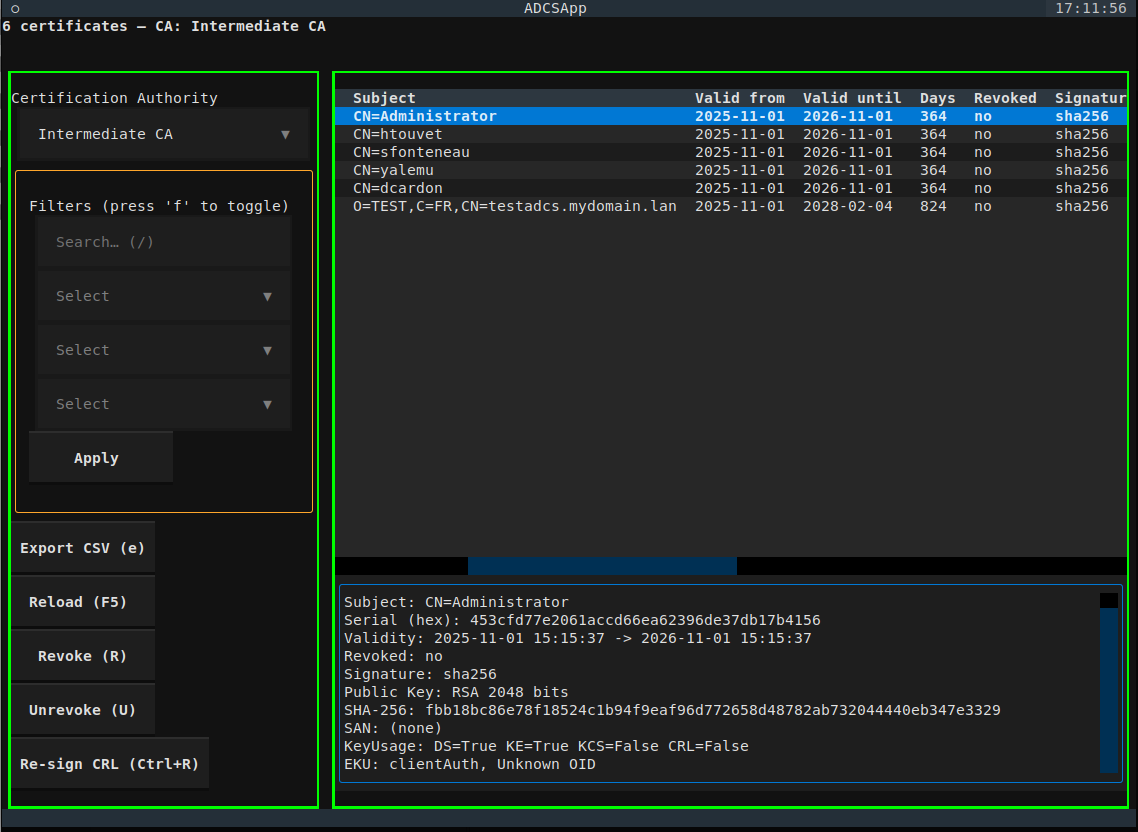 ADCSApp 17:11:56
6 certificates — CA: Intermediate CA
Certification Authority
Intermediate CA ▼
Filters (press 'f' to toggle)
Search… (/)
Select ▼
Select ▼
Select ▼
Apply
Export CSV (e)
Reload (F5)
Revoke (R)
Unrevoke (U)
Re-sign CRL (Ctrl+R)
Subject Valid from Valid until Days Revoked Signatur
CN=Administrator 2025-11-01 2026-11-01 364 no sha256
CN=htouvet 2025-11-01 2026-11-01 364 no sha256
CN=sfonteneau 2025-11-01 2026-11-01 364 no sha256
CN=yalemu 2025-11-01 2026-11-01 364 no sha256
CN=dcardon 2025-11-01 2026-11-01 364 no sha256
O=TEST,C=FR,CN=testadcs.mydomain.lan 2025-11-01 2028-02-04 824 no sha256
Subject: CN=Administrator
Serial (hex): 453cfd77e2061accd66ea62396de37db17b4156
Validity: 2025-11-01 15:15:37 -> 2026-11-01 15:15:37
Revoked: no
Signature: sha256
Public Key: RSA 2048 bits
SHA-256: fbb18bc86e78f18524c1b94f9eaf96d772658d48782ab732044440eb347e3329
SAN: (none)
KeyUsage: DS=True KE=True KCS=False CRL=False
EKU: clientAuth, Unknown OID